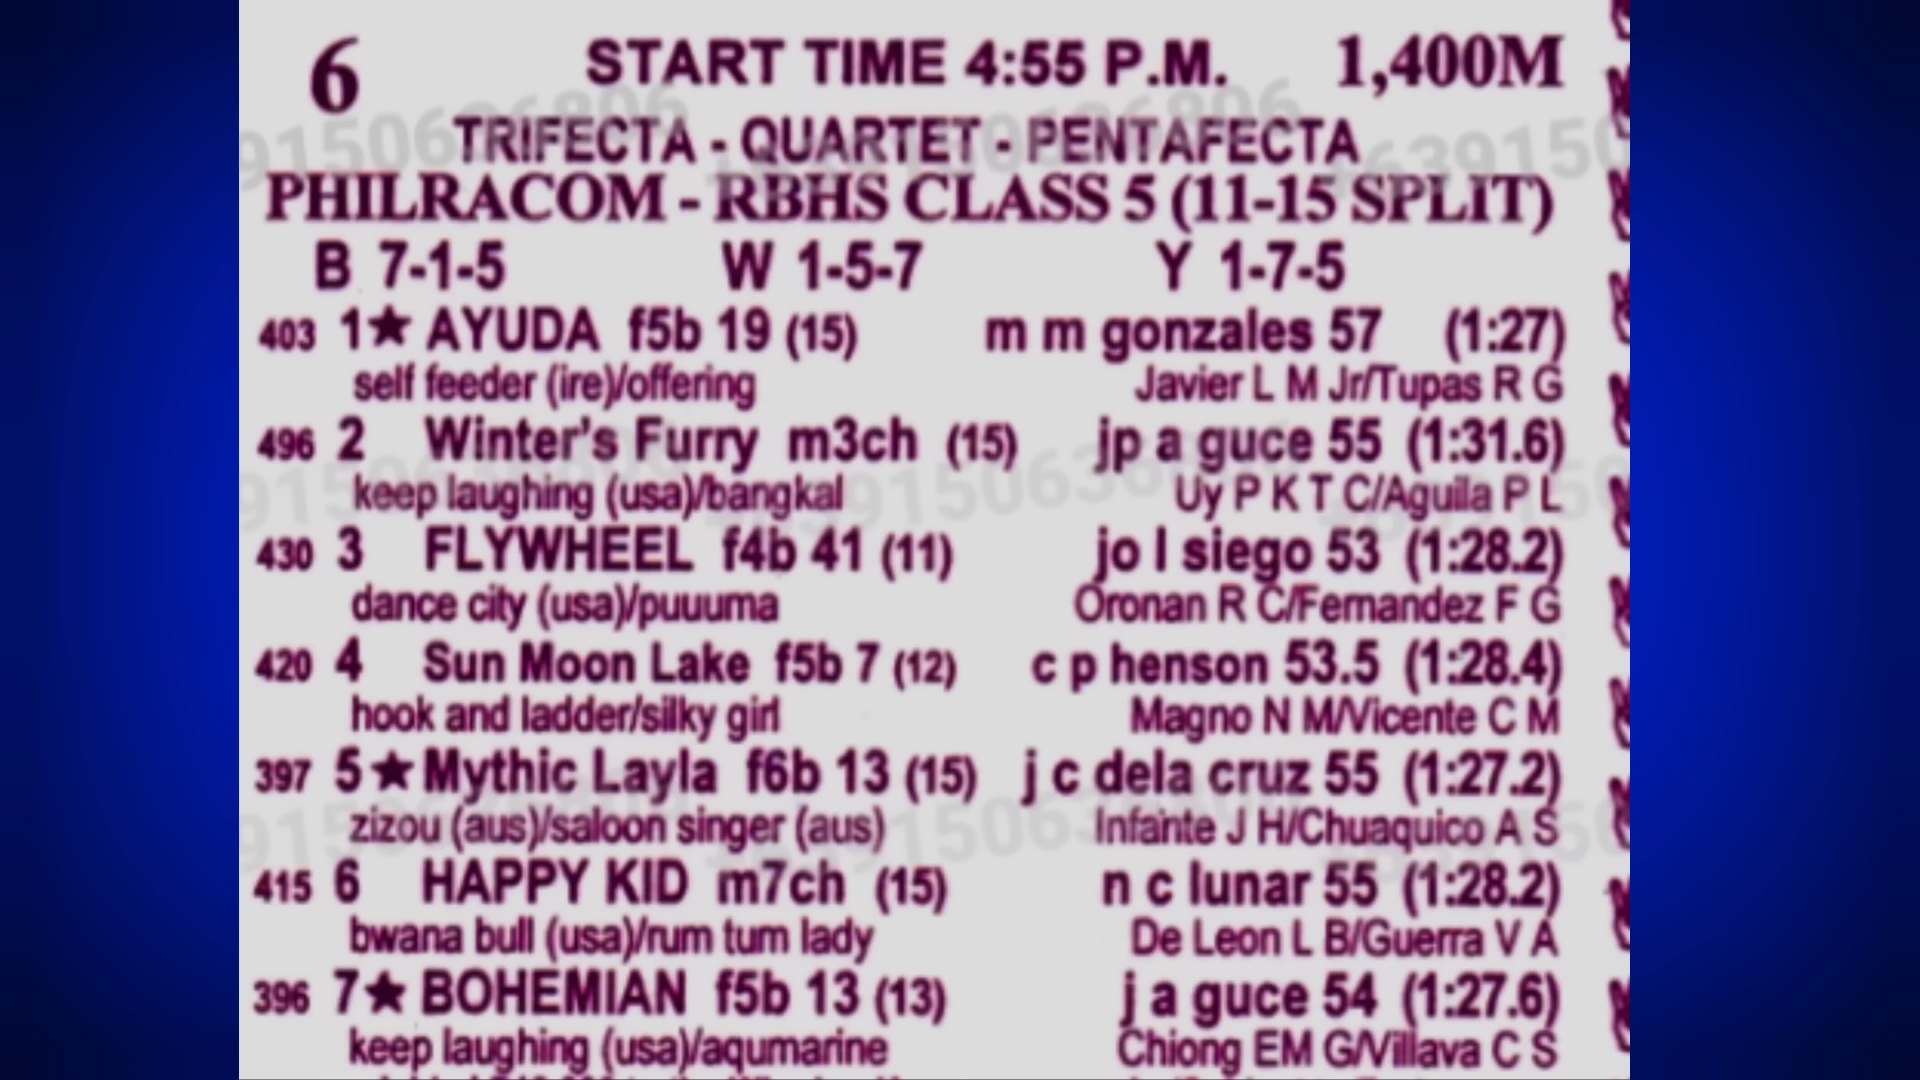 6 START TIME 4:55 P.M. 1,400M
TRIFECTA - QUARTET - PENTAFECTA
PHILRACOM - RBHS CLASS 5 (11-15 SPLIT)
B 7-1-5 W 1-5-7 Y 1-7-5
403 1★ AYUDA f5b 19 (15) m m gonzales 57 (1:27)
self feeder (ire)/offering Javier L M Jr/Tupas R G
496 2 Winter's Furry m3ch (15) jp a guce 55 (1:31.6)
keep laughing (usa)/bangkal Uy P K T C/Aguila P L
430 3 FLYWHEEL f4b 41 (11) jo l siego 53 (1:28.2)
dance city (usa)/puuuma Oronan R C/Fernandez F G
420 4 Sun Moon Lake f5b 7 (12) c p henson 53.5 (1:28.4)
hook and ladder/silky girl Magno N M/Vicente C M
397 5★ Mythic Layla f6b 13 (15) j c dela cruz 55 (1:27.2)
zizou (aus)/saloon singer (aus) Infante J H/Chuaquico A S
415 6 HAPPY KID m7ch (15) n c lunar 55 (1:28.2)
bwana bull (usa)/rum tum lady De Leon L B/Guerra V A
396 7★ BOHEMIAN f5b 13 (13) j a guce 54 (1:27.6)
keep laughing (usa)/aqumarine Chiong EM G/Villava C S